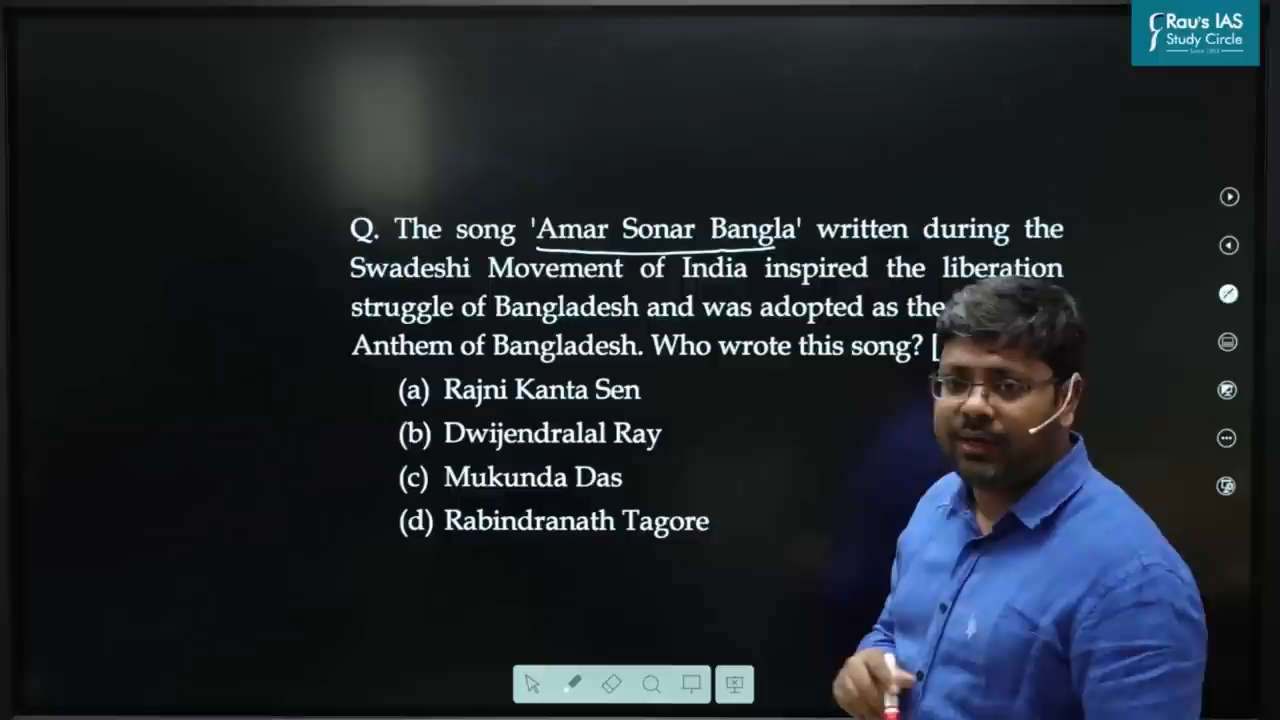 Rau's IAS
Study Circle
Q. The song 'Amar Sonar Bangla' written during the
Swadeshi Movement of India inspired the liberation
struggle of Bangladesh and was adopted as the
Anthem of Bangladesh. Who wrote this song? [
(a) Rajni Kanta Sen
(b) Dwijendralal Ray
(c) Mukunda Das
(d) Rabindranath Tagore